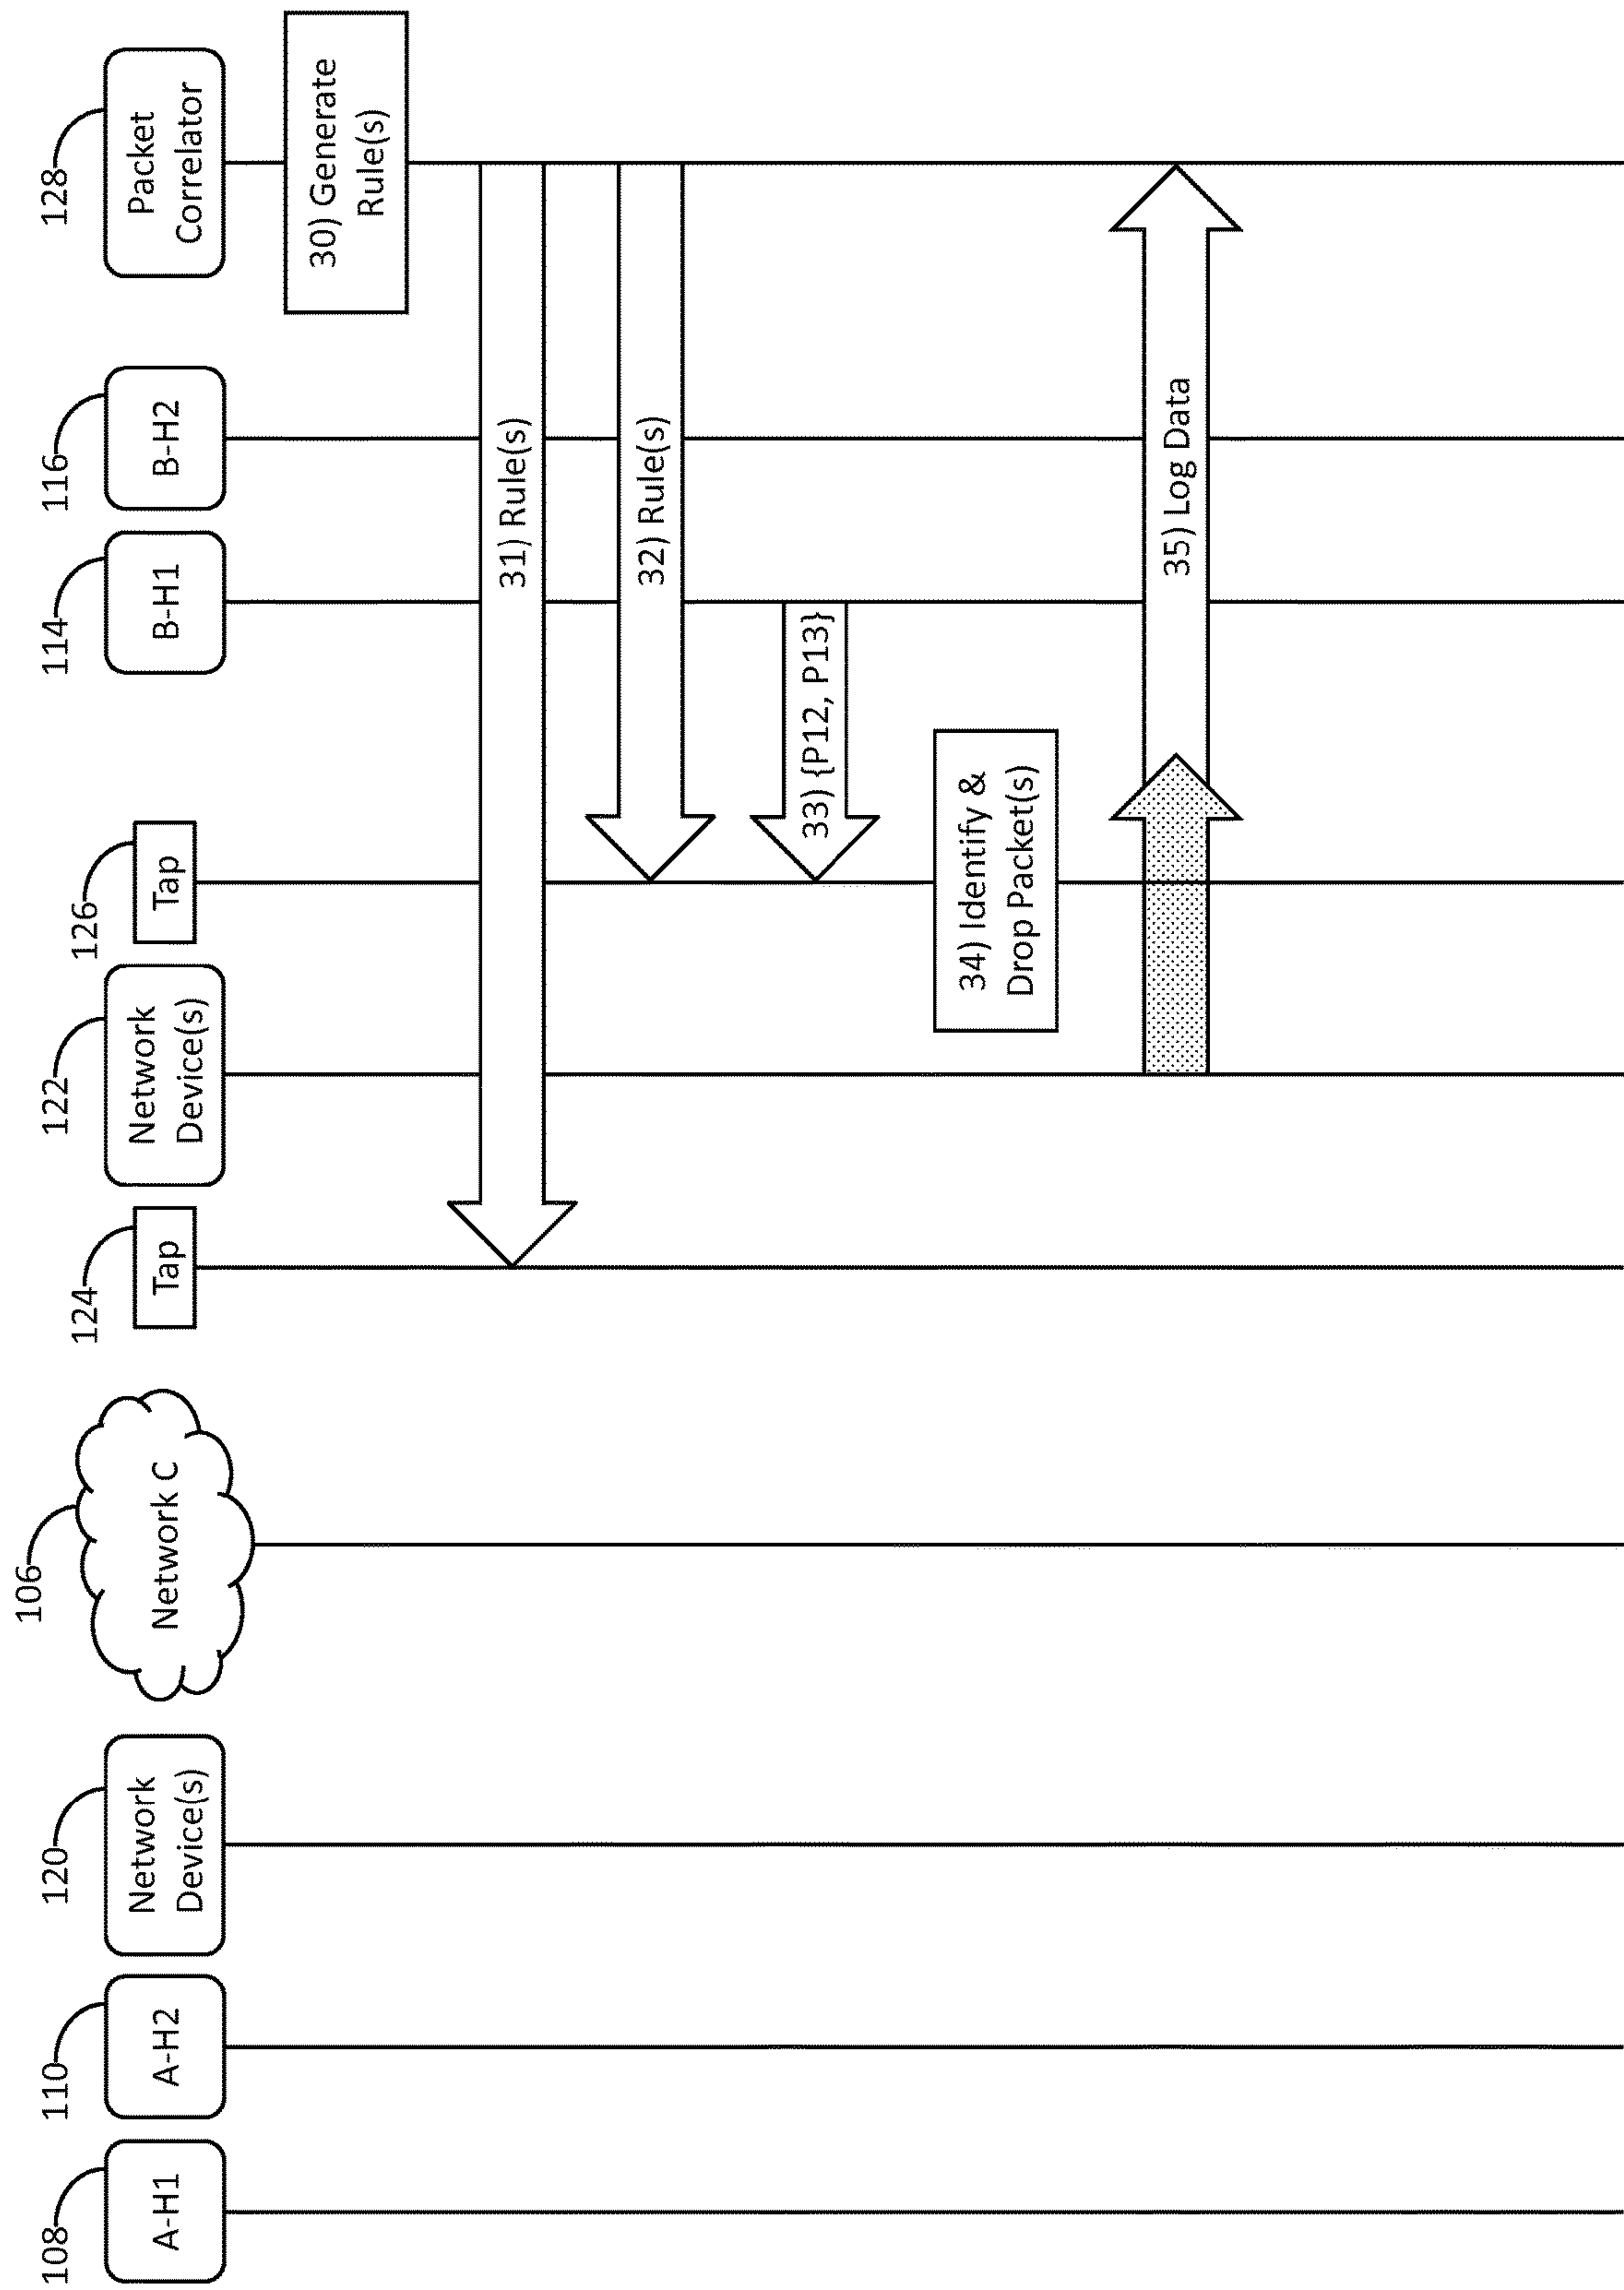 108
110
120
106
124
122
126
114
116
128
A-H1
A-H2
Network
Device(s)
Network C
Tap
Network
Device(s)
Tap
B-H1
B-H2
Packet
Correlator
30) Generate
Rule(s)
31) Rule(s)
32) Rule(s)
33) {P12, P13}
34) Identify &
Drop Packet(s)
35) Log Data